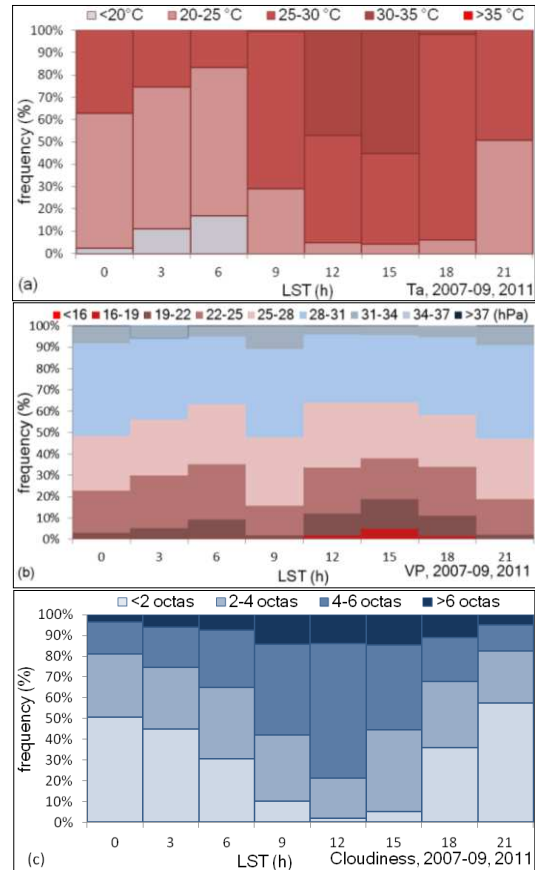 <20°C 20-25 °C 25-30 °C 30-35 °C >35 °C
100%
90%
80%
70%
60%
50%
40%
30%
20%
10%
0%
frequency (%)
0 3 6 9 12 15 18 21
(a) LST (h) Ta, 2007-09, 2011
<16 16-19 19-22 22-25 25-28 28-31 31-34 34-37 >37 (hPa)
100%
90%
80%
70%
60%
50%
40%
30%
20%
10%
0%
frequency (%)
0 3 6 9 12 15 18 21
(b) LST (h) VP, 2007-09, 2011
<2 octas 2-4 octas 4-6 octas >6 octas
100%
90%
80%
70%
60%
50%
40%
30%
20%
10%
0%
frequency (%)
0 3 6 9 12 15 18 21
(c) LST (h) Cloudiness, 2007-09, 2011